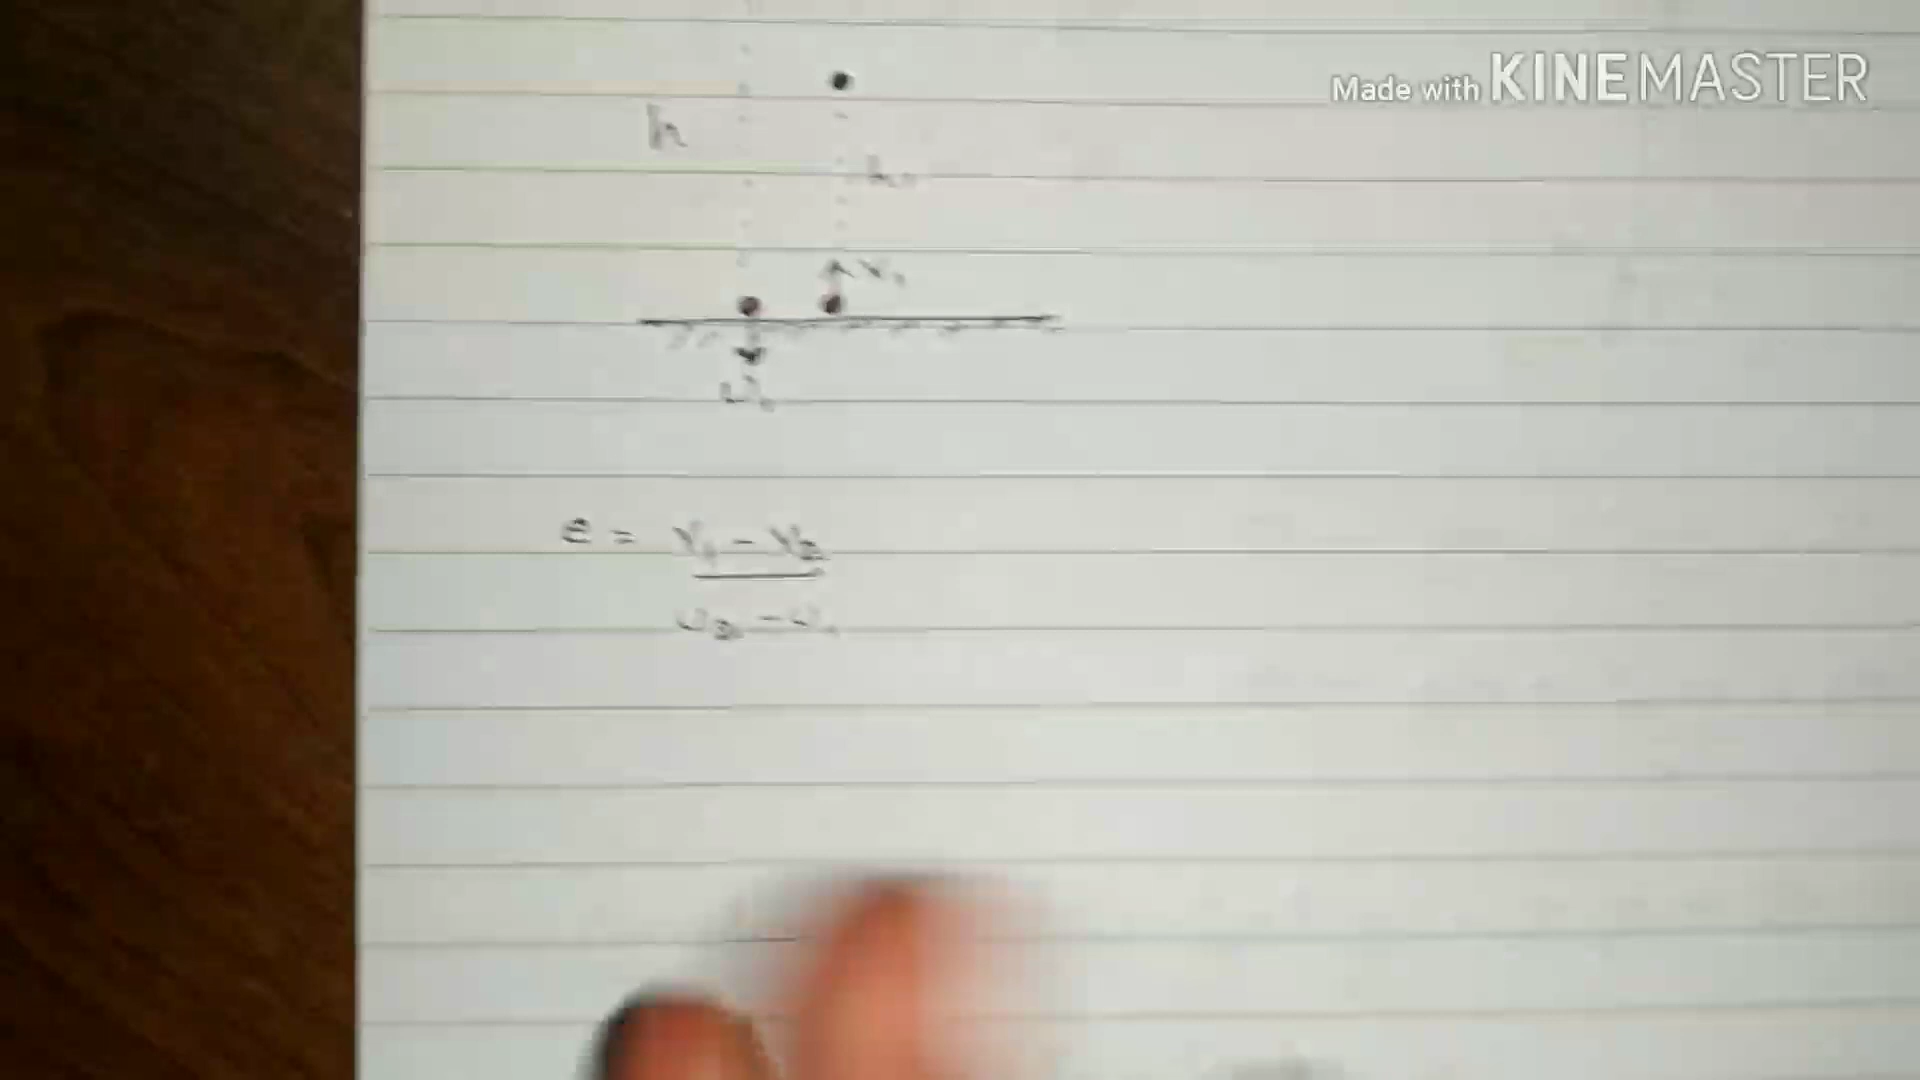 Made with KINEMASTER
h
h₁
v₁
u₁
e = v₁ - v₂
u₂ - u₁